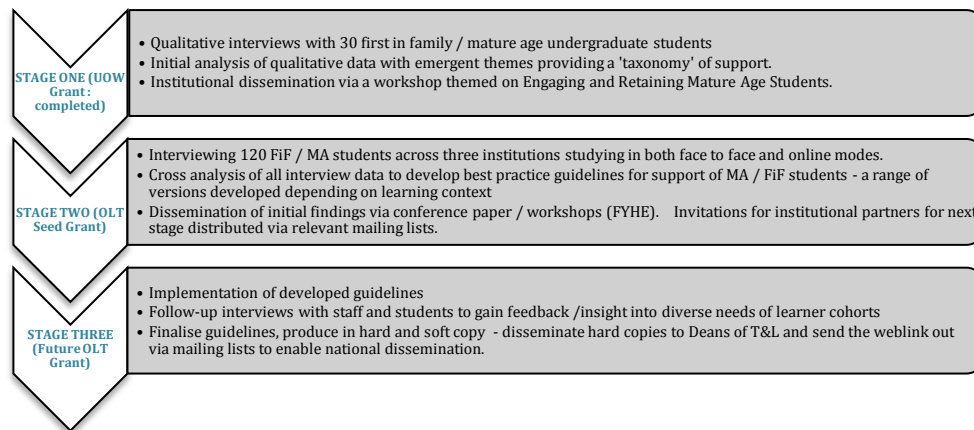 STAGE ONE (UOW
Grant :
completed)
• Qualitative interviews with 30 first in family / mature age undergraduate students
• Initial analysis of qualitative data with emergent themes providing a 'taxonomy' of support.
• Institutional dissemination via a workshop themed on Engaging and Retaining Mature Age Students.
STAGE TWO (OLT
Seed Grant)
• Interviewing 120 FiF / MA students across three institutions studying in both face to face and online modes.
• Cross analysis of all interview data to develop best practice guidelines for support of MA / FiF students - a range of
versions developed depending on learning context
• Dissemination of initial findings via conference paper / workshops (FYHE). Invitations for institutional partners for next
stage distributed via relevant mailing lists.
STAGE THREE
(Future OLT
Grant)
• Implementation of developed guidelines
• Follow-up interviews with staff and students to gain feedback /insight into diverse needs of learner cohorts
• Finalise guidelines, produce in hard and soft copy - disseminate hard copies to Deans of T&L and send the weblink out
via mailing lists to enable national dissemination.